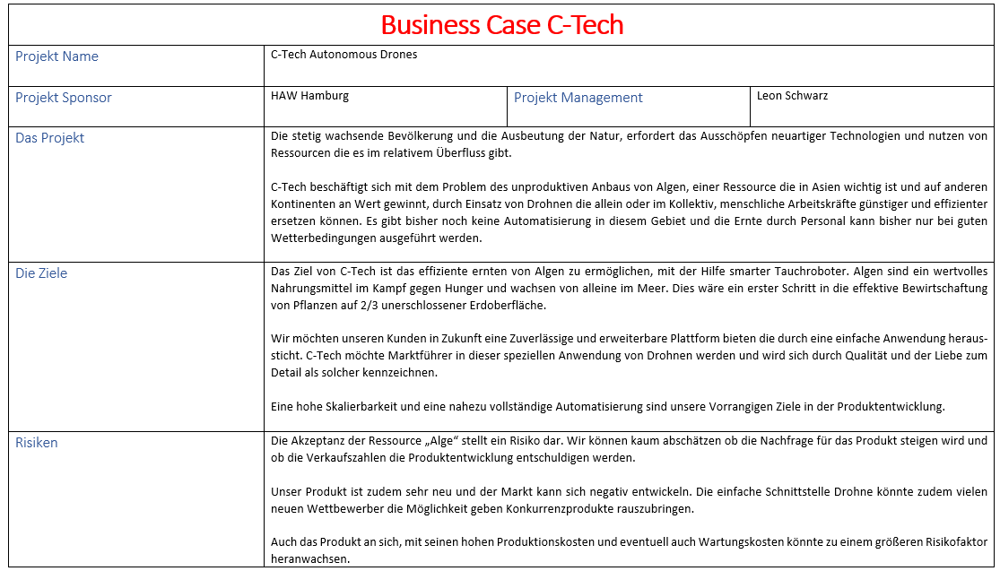 Business Case C-Tech
Projekt Name
C-Tech Autonomous Drones
Projekt Sponsor
HAW Hamburg
Projekt Management
Leon Schwarz
Das Projekt
Die stetig wachsende Bevölkerung und die Ausbeutung der Natur, erfordert das Ausschöpfen neuartiger Technologien und nutzen von
Ressourcen die es im relativem Überfluss gibt.
C-Tech beschäftigt sich mit dem Problem des unproduktiven Anbaus von Algen, einer Ressource die in Asien wichtig ist und auf anderen
Kontinenten an Wert gewinnt, durch Einsatz von Drohnen die allein oder im Kollektiv, menschliche Arbeitskräfte günstiger und effizienter
ersetzen können. Es gibt bisher noch keine Automatisierung in diesem Gebiet und die Ernte durch Personal kann bisher nur bei guten
Wetterbedingungen ausgeführt werden.
Die Ziele
Das Ziel von C-Tech ist das effiziente ernten von Algen zu ermöglichen, mit der Hilfe smarter Tauchroboter. Algen sind ein wertvolles
Nahrungsmittel im Kampf gegen Hunger und wachsen von alleine im Meer. Dies wäre ein erster Schritt in die effektive Bewirtschaftung
von Pflanzen auf 2/3 unerschlossener Erdoberfläche.
Wir möchten unseren Kunden in Zukunft eine Zuverlässige und erweiterbare Plattform bieten die durch eine einfache Anwendung heraus-
sticht. C-Tech möchte Marktführer in dieser speziellen Anwendung von Drohnen werden und wird sich durch Qualität und der Liebe zum
Detail als solcher kennzeichnen.
Eine hohe Skalierbarkeit und eine nahezu vollständige Automatisierung sind unsere Vorrangigen Ziele in der Produktentwicklung.
Risiken
Die Akzeptanz der Ressource „Alge“ stellt ein Risiko dar. Wir können kaum abschätzen ob die Nachfrage für das Produkt steigen wird und
ob die Verkaufszahlen die Produktentwicklung entschuldigen werden.
Unser Produkt ist zudem sehr neu und der Markt kann sich negativ entwickeln. Die einfache Schnittstelle Drohne könnte zudem vielen
neuen Wettbewerber die Möglichkeit geben Konkurrenzprodukte rauszubringen.
Auch das Produkt an sich, mit seinen hohen Produktionskosten und eventuell auch Wartungskosten könnte zu einem größeren Risikofaktor
heranwachsen.